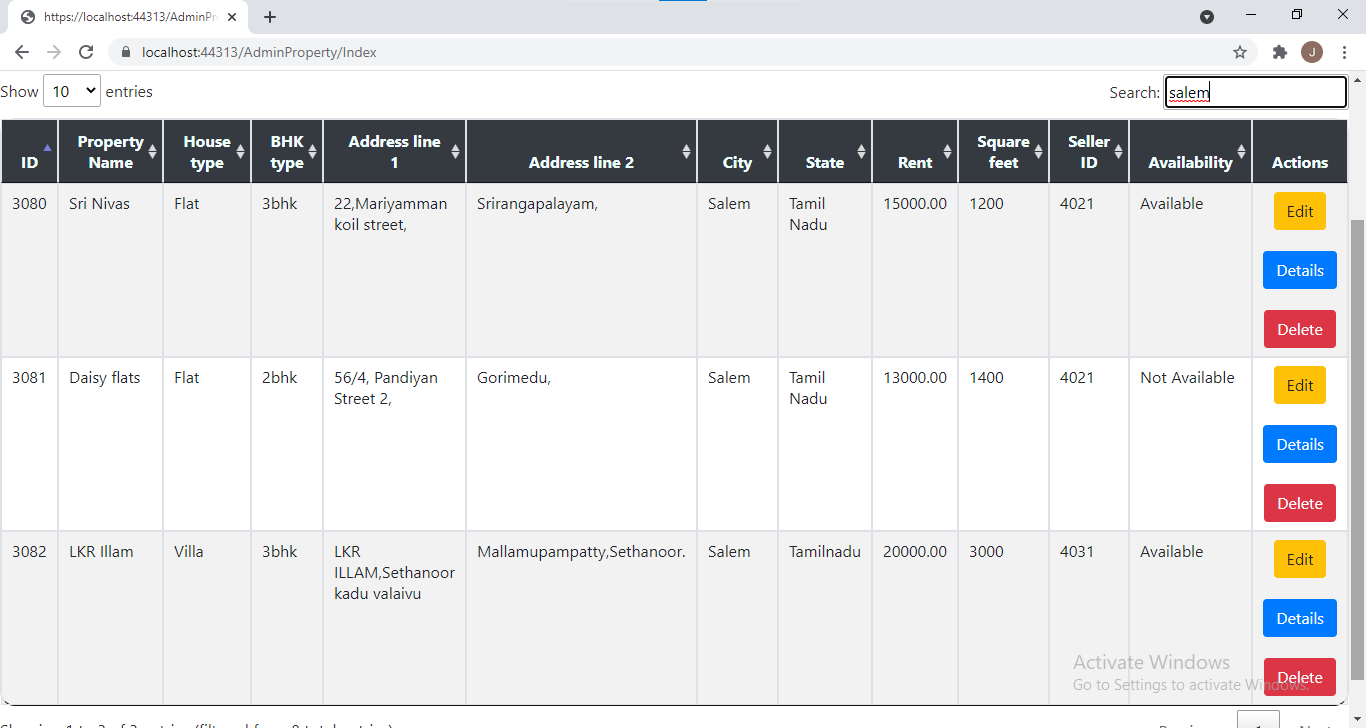 https://localhost:44313/AdminPr
localhost:44313/AdminProperty/Index
J
Show 10 entries
Search: salem
ID Property Name House type BHK type Address line 1 Address line 2 City State Rent Square feet Seller ID Availability Actions
3080 Sri Nivas Flat 3bhk 22,Mariyamman Srirangapalayam, Salem Tamil 15000.00 1200 4021 Available Edit
koil street, Nadu
Details
Delete
3081 Daisy flats Flat 2bhk 56/4, Pandiyan Gorimedu, Salem Tamil 13000.00 1400 4021 Not Available Edit
Street 2, Nadu
Details
Delete
3082 LKR Illam Villa 3bhk LKR Mallamupampatty,Sethanoor. Salem Tamilnadu 20000.00 3000 4031 Available Edit
ILLAM,Sethanoor
kadu valaivu
Details
Activate Windows
Delete
Go to Settings to activate Windows.